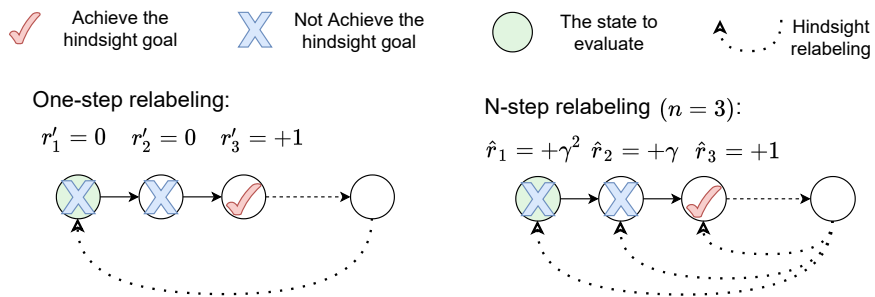 Achieve the
hindsight goal
Not Achieve the
hindsight goal
The state to
evaluate
Hindsight
relabeling
One-step relabeling:
r′₁ = 0 r′₂ = 0 r′₃ = +1
N-step relabeling (n = 3):
r̂₁ = +γ² r̂₂ = +γ r̂₃ = +1